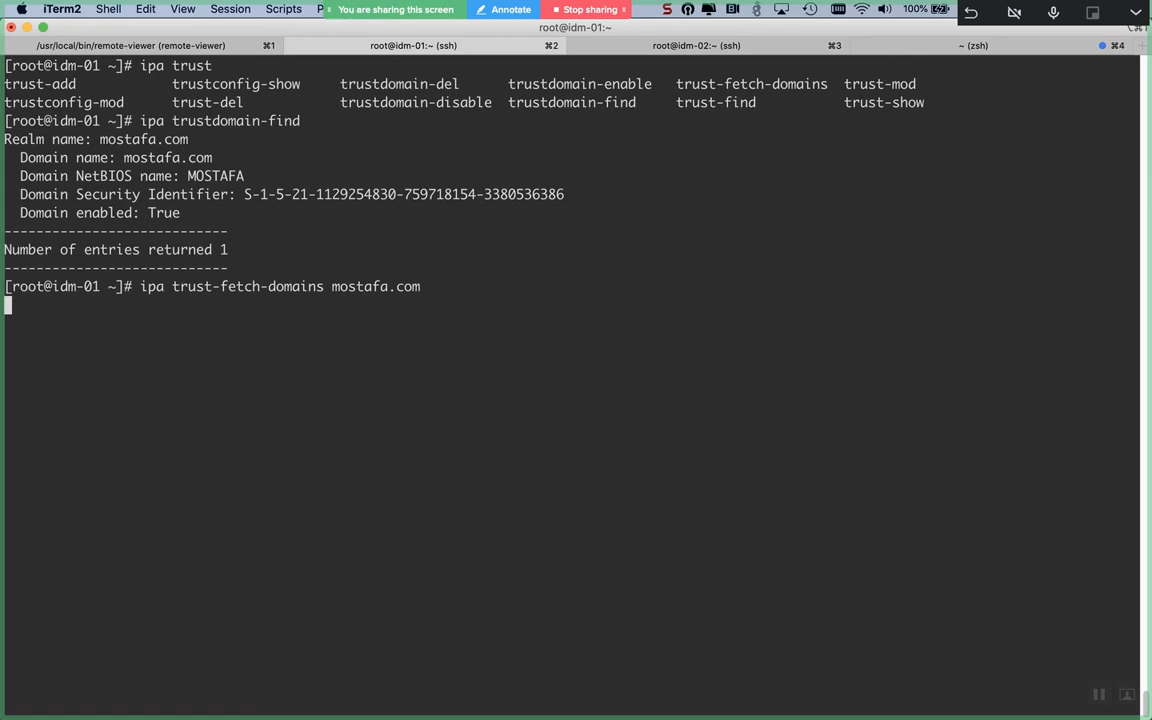 iTerm2 Shell Edit View Session Scripts P You are sharing this screen Annotate Stop sharing 100%
root@idm-01:~
/usr/local/bin/remote-viewer (remote-viewer) ⌘1 root@idm-01:~ (ssh) ⌘2 root@idm-02:~ (ssh) ⌘3 ~ (zsh) ⌘4
[root@idm-01 ~]# ipa trust
trust-add trustconfig-show trustdomain-del trustdomain-enable trust-fetch-domains trust-mod
trustconfig-mod trust-del trustdomain-disable trustdomain-find trust-find trust-show
[root@idm-01 ~]# ipa trustdomain-find
Realm name: mostafa.com
Domain name: mostafa.com
Domain NetBIOS name: MOSTAFA
Domain Security Identifier: S-1-5-21-1129254830-759718154-3380536386
Domain enabled: True
----------------------------
Number of entries returned 1
----------------------------
[root@idm-01 ~]# ipa trust-fetch-domains mostafa.com